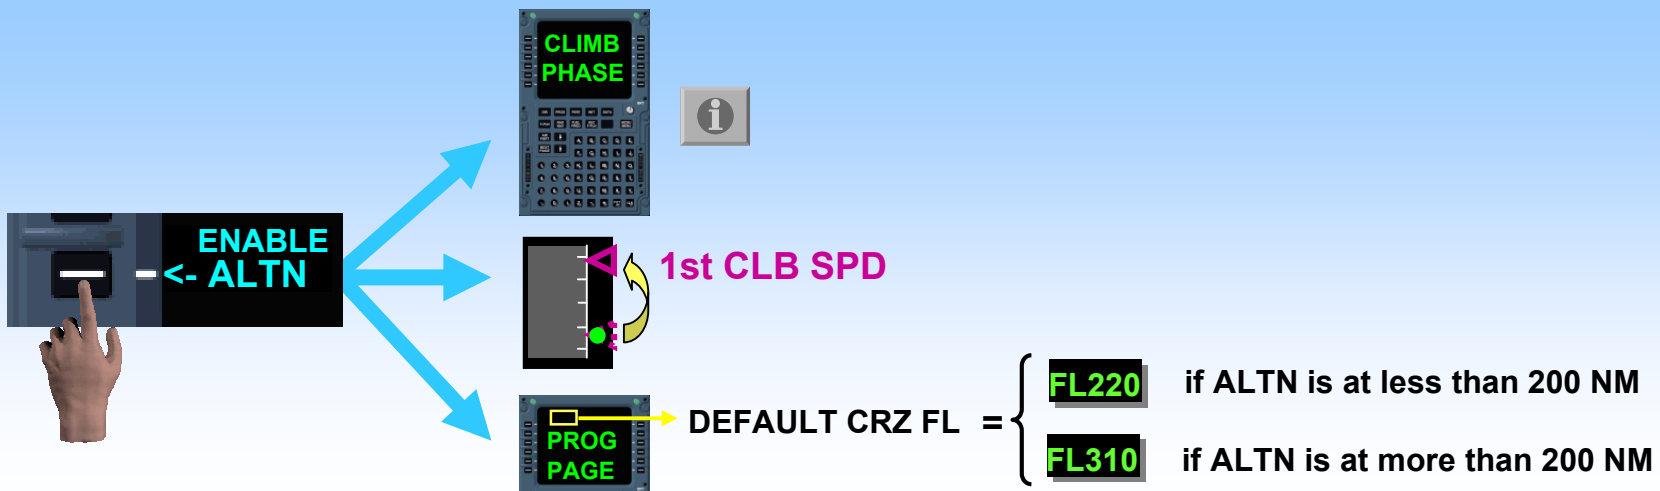 CLIMB
PHASE
ENABLE
<- ALTN
1st CLB SPD
PROG
PAGE
DEFAULT CRZ FL =
FL220 if ALTN is at less than 200 NM
FL310 if ALTN is at more than 200 NM